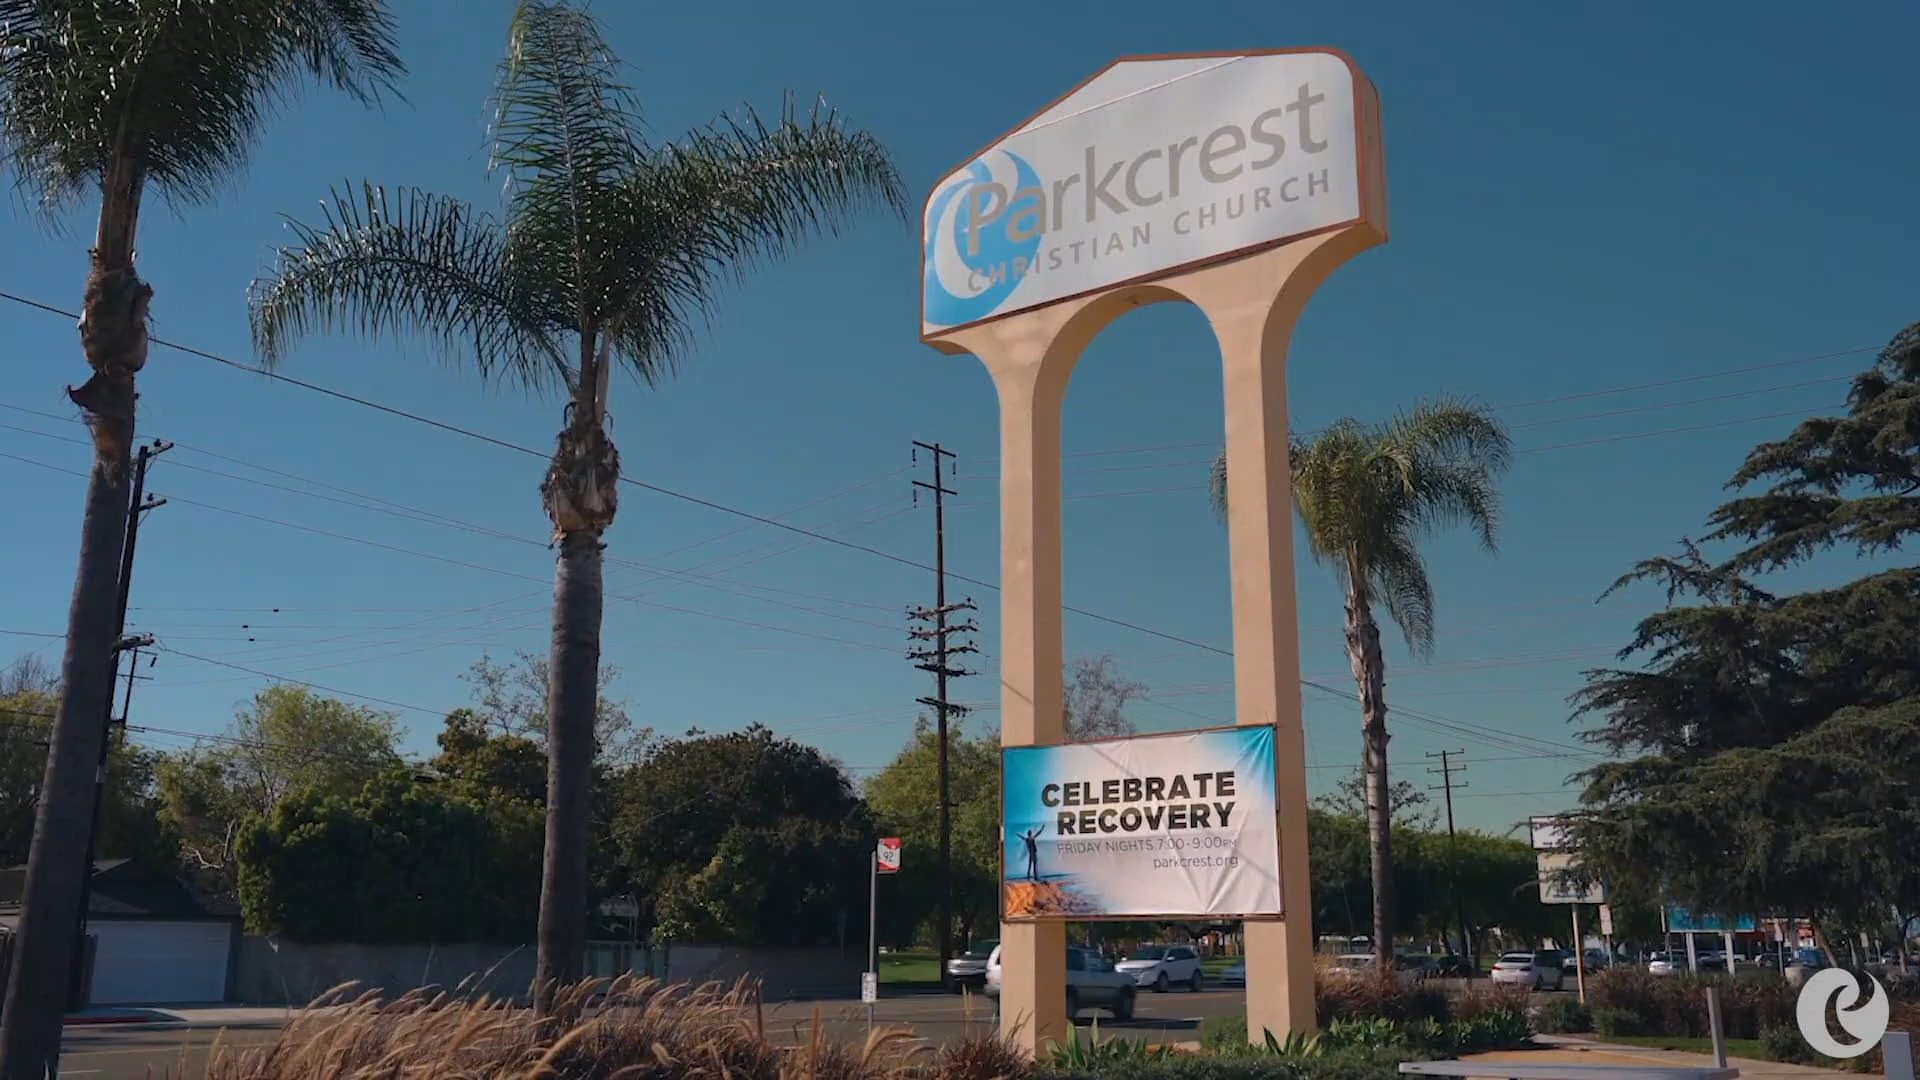 Parkcrest
CHRISTIAN CHURCH
CELEBRATE
RECOVERY
FRIDAY NIGHTS 7:00-9:00PM
parkcrest.org
92